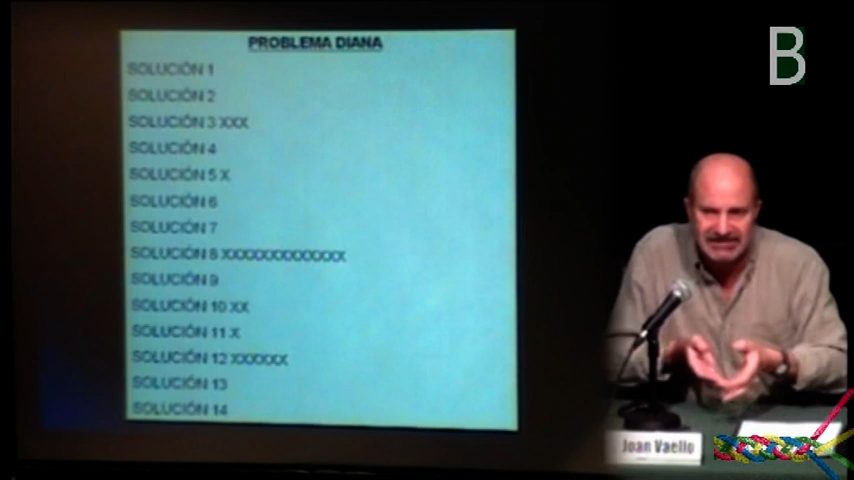 PROBLEMA DIANA
SOLUCIÓN 1
SOLUCIÓN 2
SOLUCIÓN 3 XXX
SOLUCIÓN 4
SOLUCIÓN 5 X
SOLUCIÓN 6
SOLUCIÓN 7
SOLUCIÓN 8 XXXXXXXXXXXXXX
SOLUCIÓN 9
SOLUCIÓN 10 XX
SOLUCIÓN 11 X
SOLUCIÓN 12 XXXXXX
SOLUCIÓN 13
SOLUCIÓN 14
B
Joan Vaello